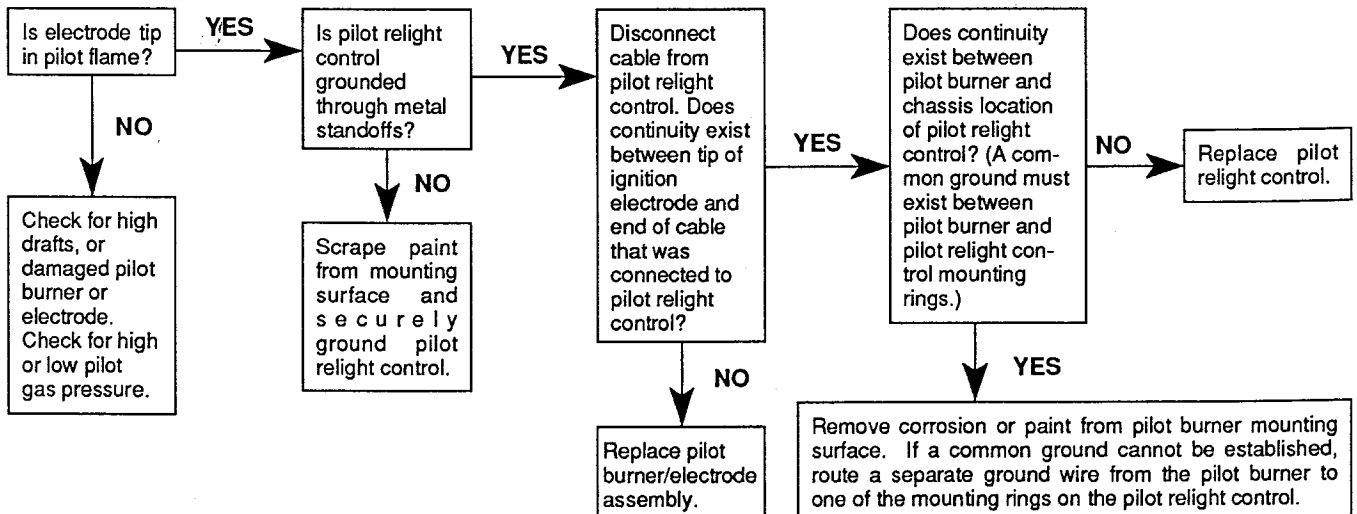 Is electrode tip
in pilot flame?
YES
NO
Check for high
drafts, or
damaged pilot
burner or
electrode.
Check for high
or low pilot
gas pressure.
Is pilot relight
control
grounded
through metal
standoffs?
YES
NO
Scrape paint
from mounting
surface and
securely
ground pilot
relight control.
Disconnect
cable from
pilot relight
control. Does
continuity exist
between tip of
ignition
electrode and
end of cable
that was
connected to
pilot relight
control?
YES
NO
Replace pilot
burner/electrode
assembly.
Does continuity
exist between
pilot burner and
chassis location
of pilot relight
control? (A com-
mon ground must
exist between
pilot burner and
pilot relight con-
trol mounting
rings.)
NO
Replace pilot
relight control.
YES
Remove corrosion or paint from pilot burner mounting
surface. If a common ground cannot be established,
route a separate ground wire from the pilot burner to
one of the mounting rings on the pilot relight control.